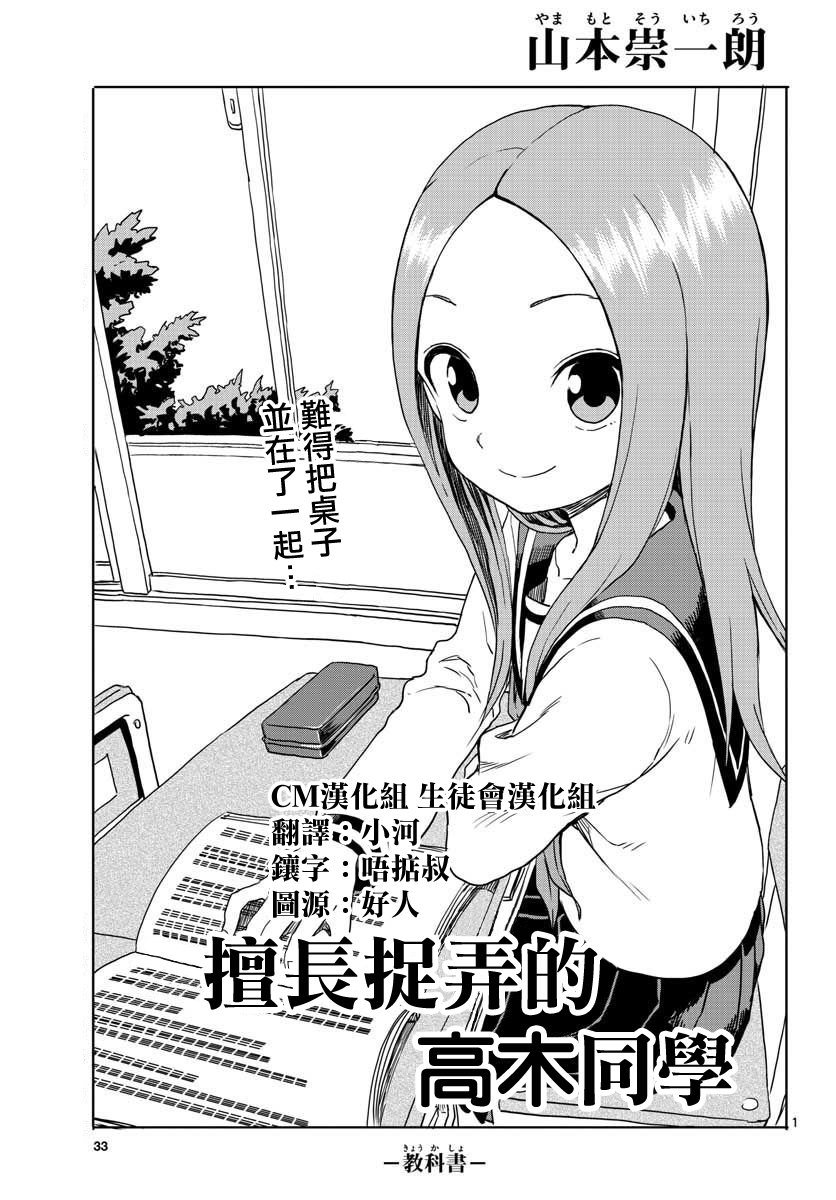 やま もと そう いち ろう
山本崇一朗
難得把桌子
並在了一起…
CM漢化組 生徒會漢化組
翻譯：小河
鑲字：唔掂叔
圖源：好人
擅長捉弄的
高木同學
1
33
きょう か しょ
－教科書－